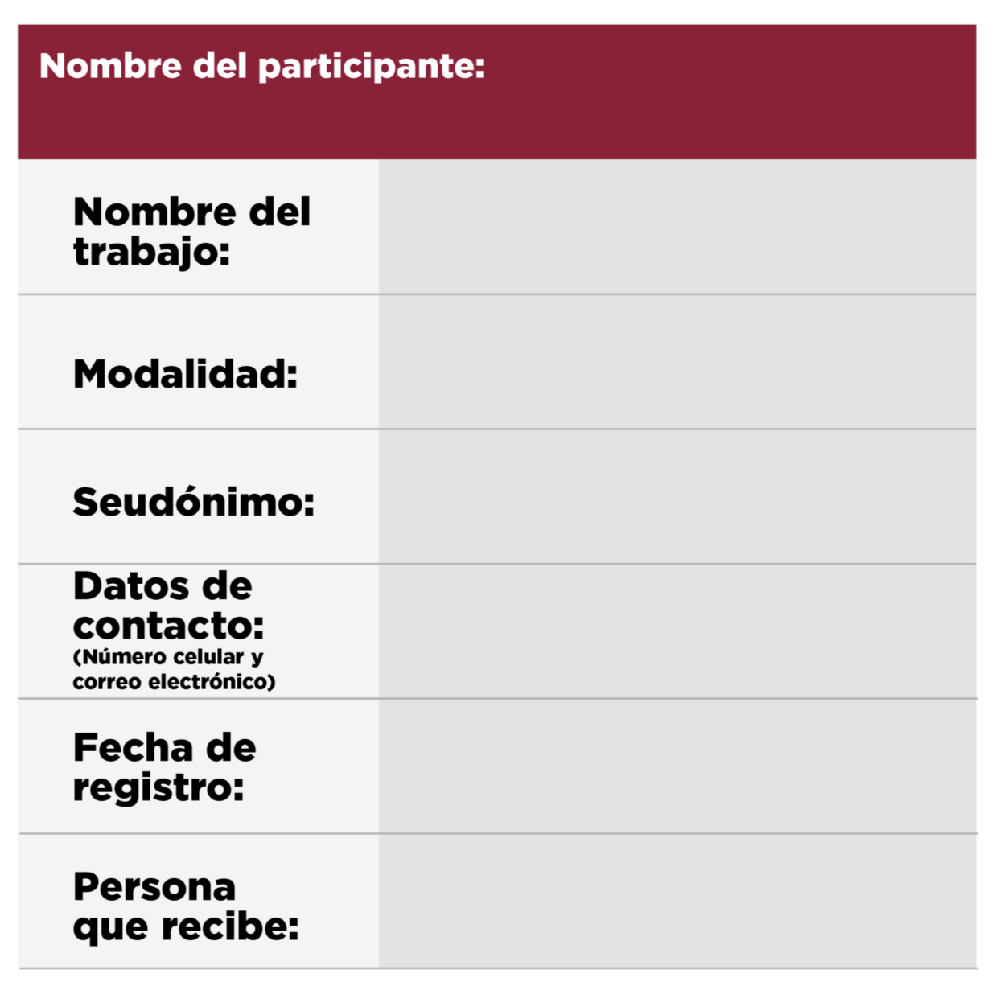 Nombre del participante:
Nombre del
trabajo:
Modalidad:
Seudónimo:
Datos de
contacto:
(Número celular y
correo electrónico)
Fecha de
registro:
Persona
que recibe: